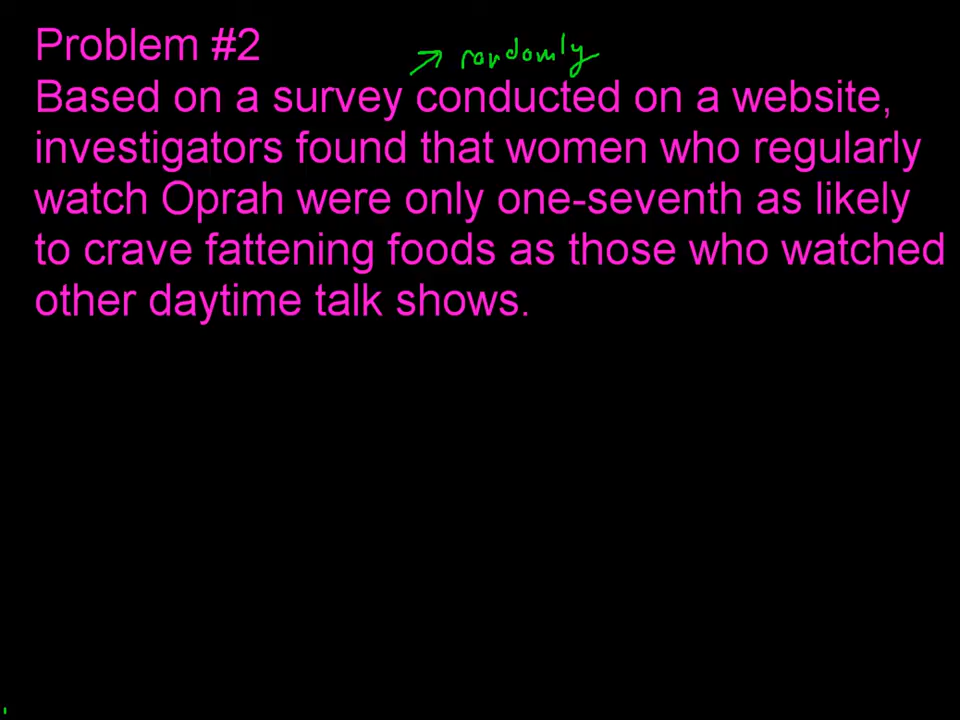 Problem #2
randomly
Based on a survey conducted on a website,
investigators found that women who regularly
watch Oprah were only one-seventh as likely
to crave fattening foods as those who watched
other daytime talk shows.